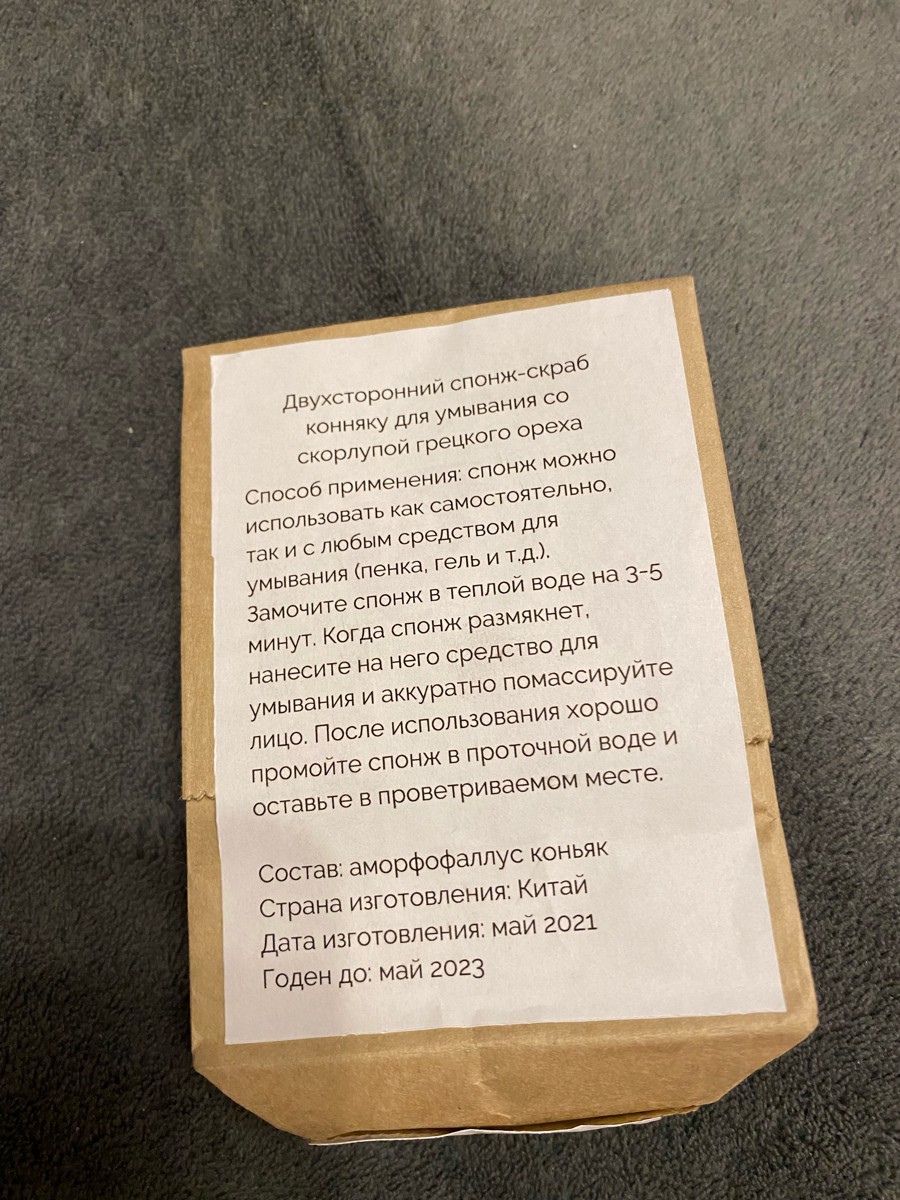 Двухсторонний спонж-скраб
конняку для умывания со
скорлупой грецкого ореха
Способ применения: спонж можно
использовать как самостоятельно,
так и с любым средством для
умывания (пенка, гель и т.д.).
Замочите спонж в теплой воде на 3-5
минут. Когда спонж размякнет,
нанесите на него средство для
умывания и аккуратно помассируйте
лицо. После использования хорошо
промойте спонж в проточной воде и
оставьте в проветриваемом месте.
Состав: аморфофаллус коньяк
Страна изготовления: Китай
Дата изготовления: май 2021
Годен до: май 2023